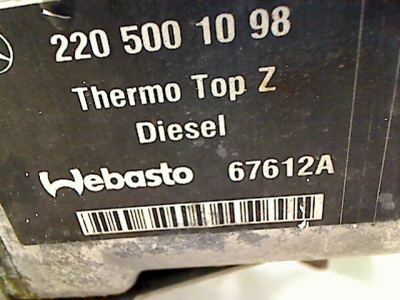 220 500 10 98
Thermo Top Z
Diesel
Webasto 67612A